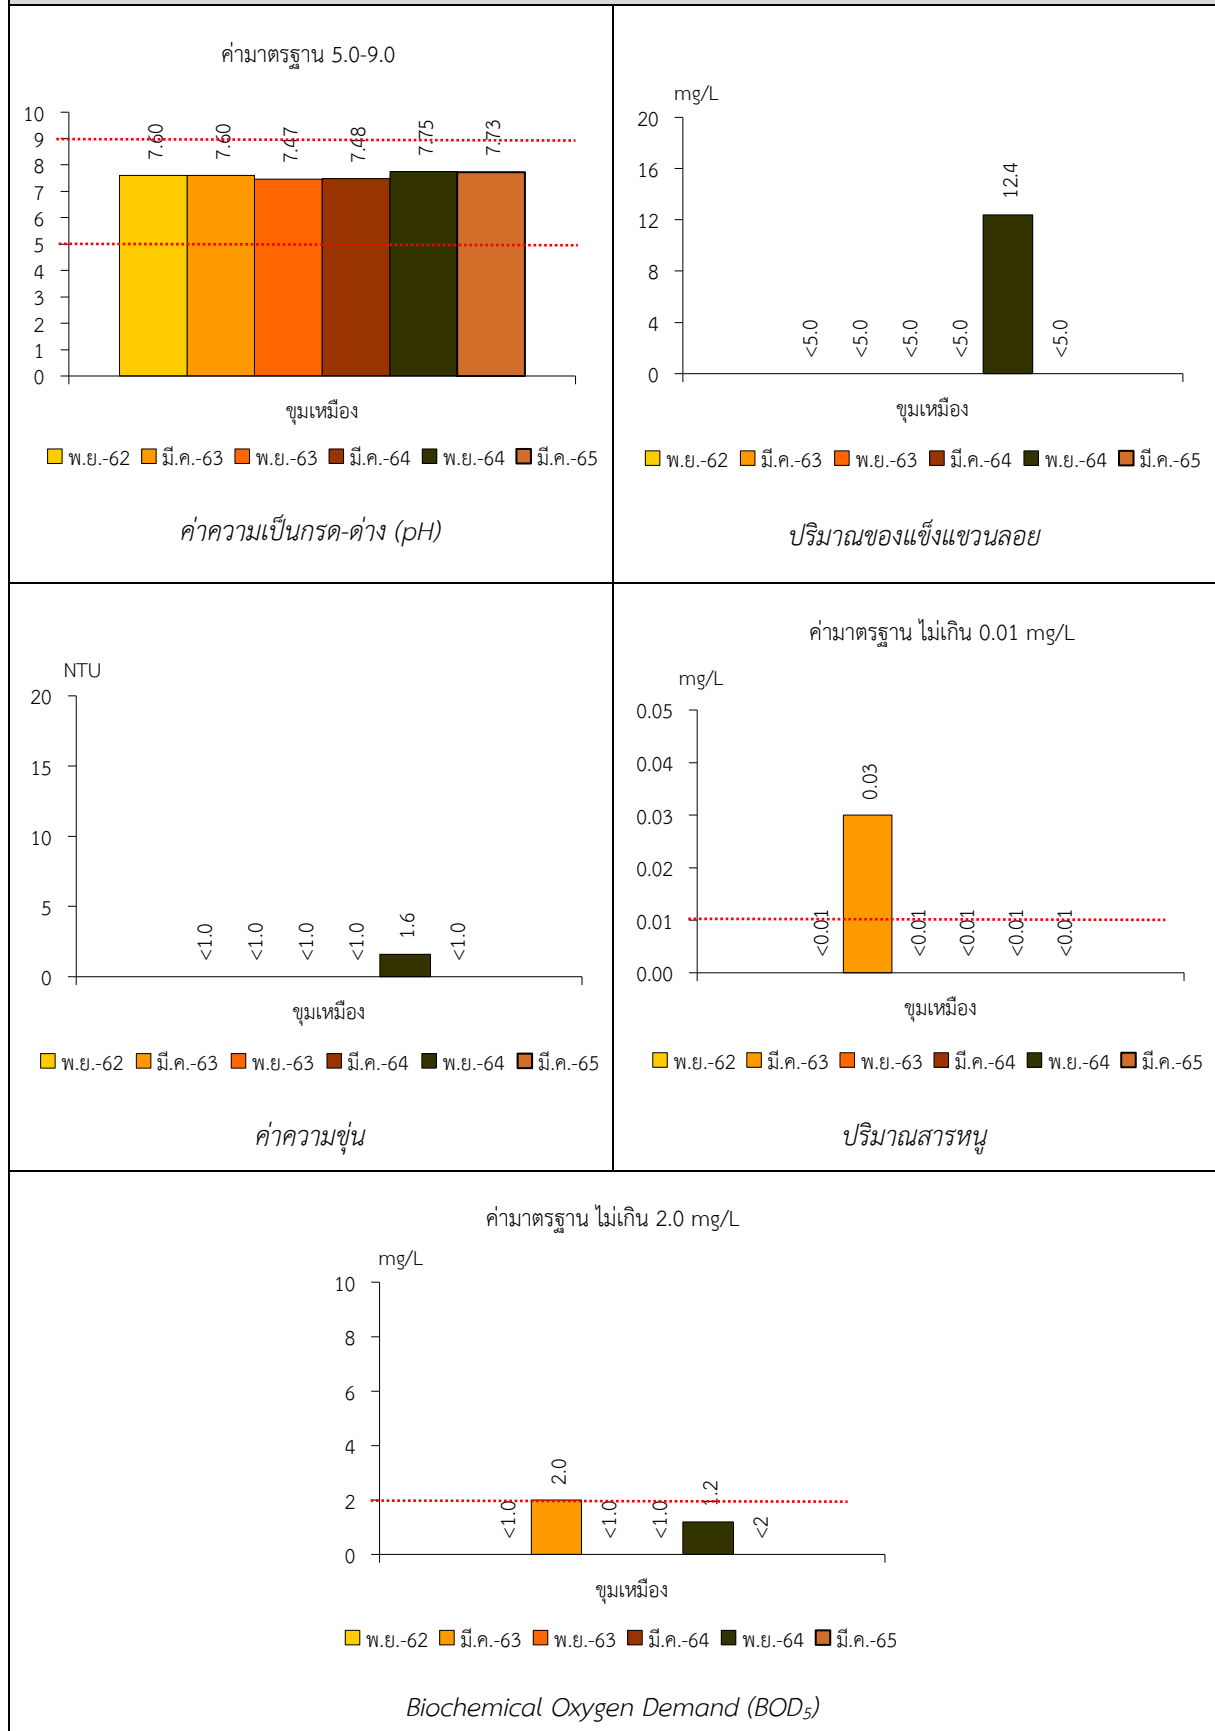 ค่ามาตรฐาน 5.0-9.0
10
9
8
7
6
5
4
3
2
1
0
7.60
7.60
7.47
7.48
7.75
7.73
ขุมเหมือง
พ.ย.-62 มี.ค.-63 พ.ย.-63 มี.ค.-64 พ.ย.-64 มี.ค.-65
ค่าความเป็นกรด-ด่าง (pH)
mg/L
20
16
12
8
4
0
<5.0
<5.0
<5.0
<5.0
12.4
<5.0
ขุมเหมือง
พ.ย.-62 มี.ค.-63 พ.ย.-63 มี.ค.-64 พ.ย.-64 มี.ค.-65
ปริมาณของแข็งแขวนลอย
NTU
20
15
10
5
0
<1.0
<1.0
<1.0
<1.0
1.6
<1.0
ขุมเหมือง
พ.ย.-62 มี.ค.-63 พ.ย.-63 มี.ค.-64 พ.ย.-64 มี.ค.-65
ค่าความขุ่น
ค่ามาตรฐาน ไม่เกิน 0.01 mg/L
mg/L
0.05
0.04
0.03
0.02
0.01
0.00
<0.01
0.03
<0.01
<0.01
<0.01
<0.01
ขุมเหมือง
พ.ย.-62 มี.ค.-63 พ.ย.-63 มี.ค.-64 พ.ย.-64 มี.ค.-65
ปริมาณสารหนู
ค่ามาตรฐาน ไม่เกิน 2.0 mg/L
mg/L
10
8
6
4
2
0
<1.0
2.0
<1.0
<1.0
1.2
<2
ขุมเหมือง
พ.ย.-62 มี.ค.-63 พ.ย.-63 มี.ค.-64 พ.ย.-64 มี.ค.-65
Biochemical Oxygen Demand (BOD₅)